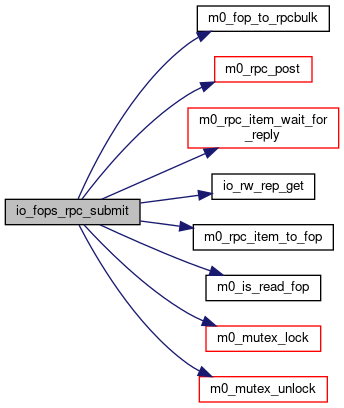 m0_fop_to_rpcbulk
m0_rpc_post
m0_rpc_item_wait_for
_reply
io_rw_rep_get
io_fops_rpc_submit
m0_rpc_item_to_fop
m0_is_read_fop
m0_mutex_lock
m0_mutex_unlock